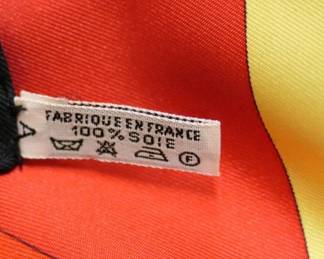 FABRIQUE EN FRANCE
100% SOIE
A
F